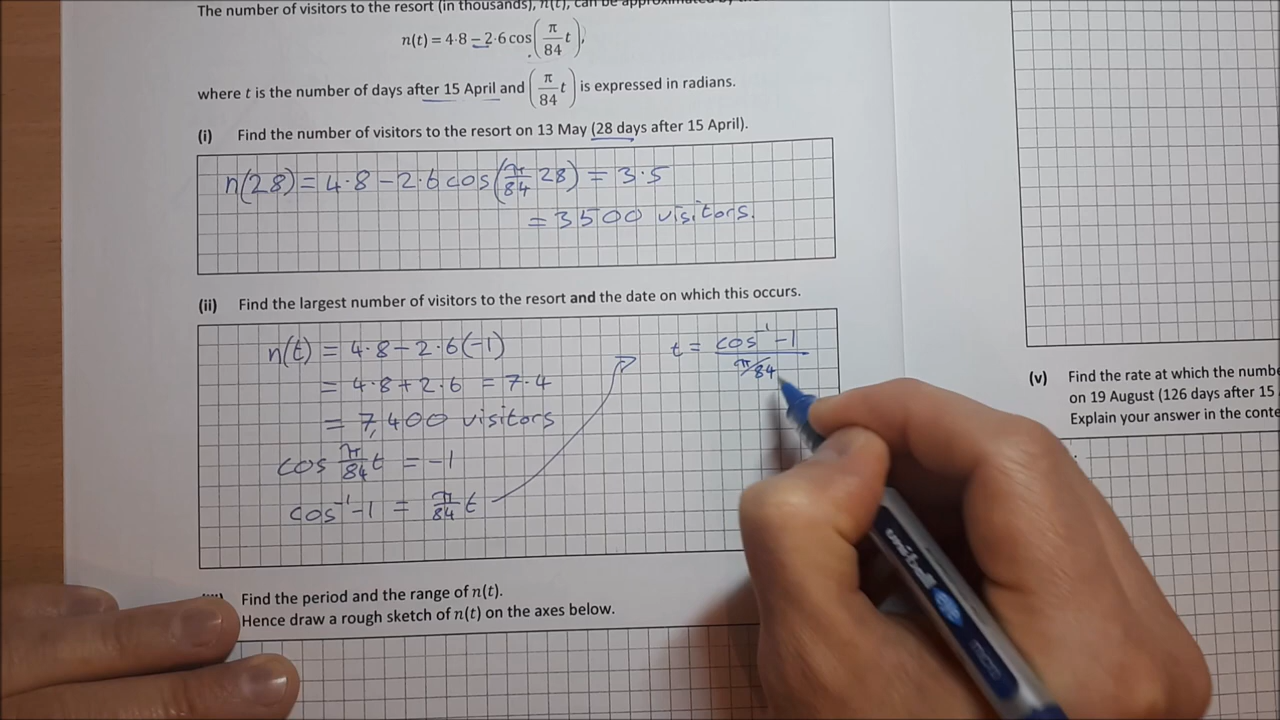 The number of visitors to the resort (in thousands), n(t), can be approximated by the
n(t) = 4·8 − 2·6 cos(π/84 t),
where t is the number of days after 15 April and (π/84 t) is expressed in radians.
(i) Find the number of visitors to the resort on 13 May (28 days after 15 April).
n(28) = 4·8 − 2·6 cos(π/84 28) = 3·5
= 3500 visitors.
(ii) Find the largest number of visitors to the resort and the date on which this occurs.
n(t) = 4·8 − 2·6(−1)
= 4·8 + 2·6 = 7·4
= 7,400 visitors
cos π/84 t = −1
cos⁻¹ −1 = π/84 t
t = cos⁻¹ −1 / π/84
Find the period and the range of n(t).
Hence draw a rough sketch of n(t) on the axes below.
(v) Find the rate at which the numbe
on 19 August (126 days after 15
Explain your answer in the conte
uni